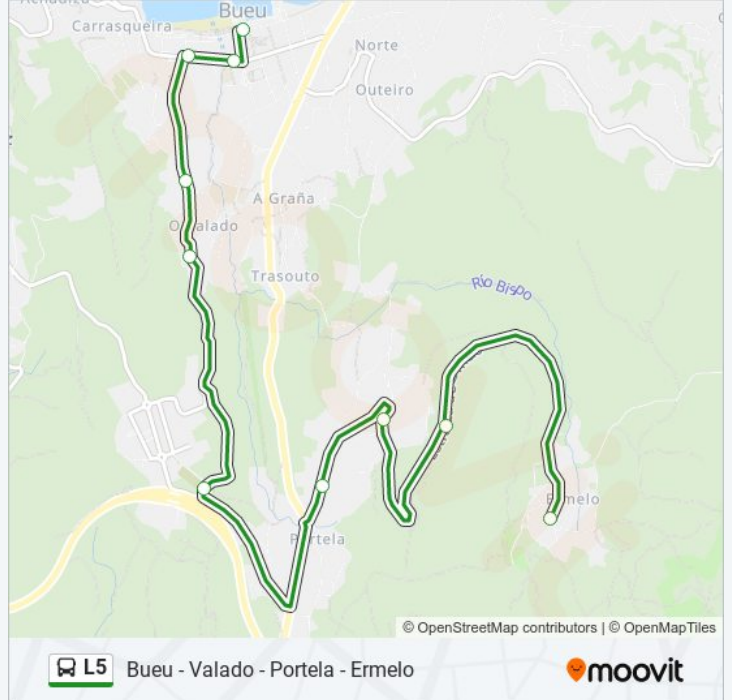 Bueu
Carrasqueira
Norte
Outeiro
A Graña
Trasouto
Río Bispo
Portela
Ermelo
© OpenStreetMap contributors | © OpenMapTiles
L5 Bueu - Valado - Portela - Ermelo
moovit